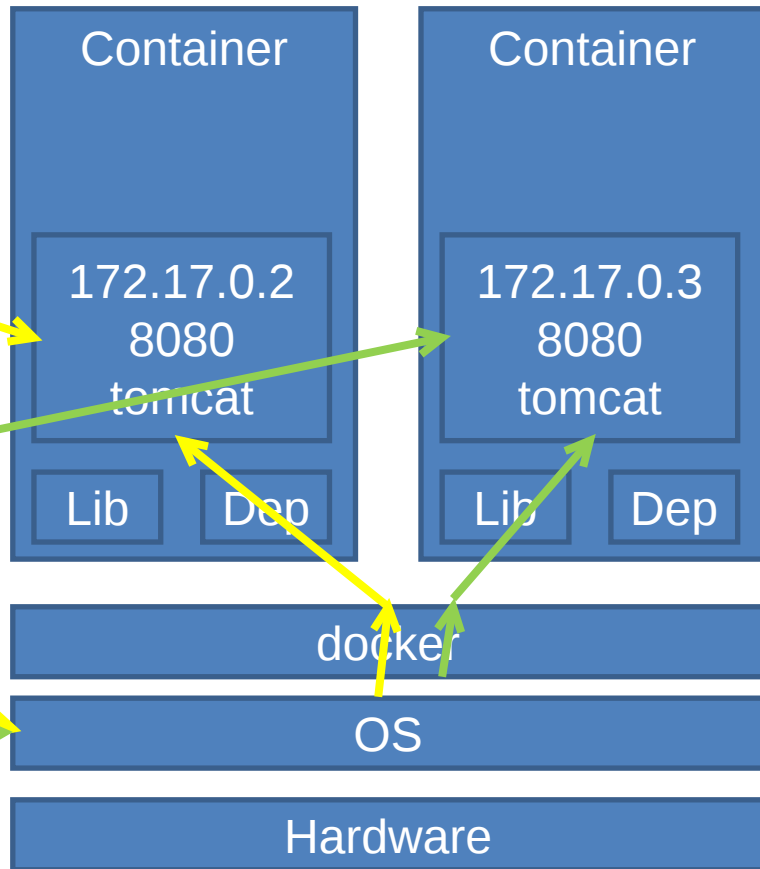 Container
172.17.0.2
8080
tomcat
Lib
Dep
Container
172.17.0.3
8080
tomcat
Lib
Dep
docker
OS
Hardware